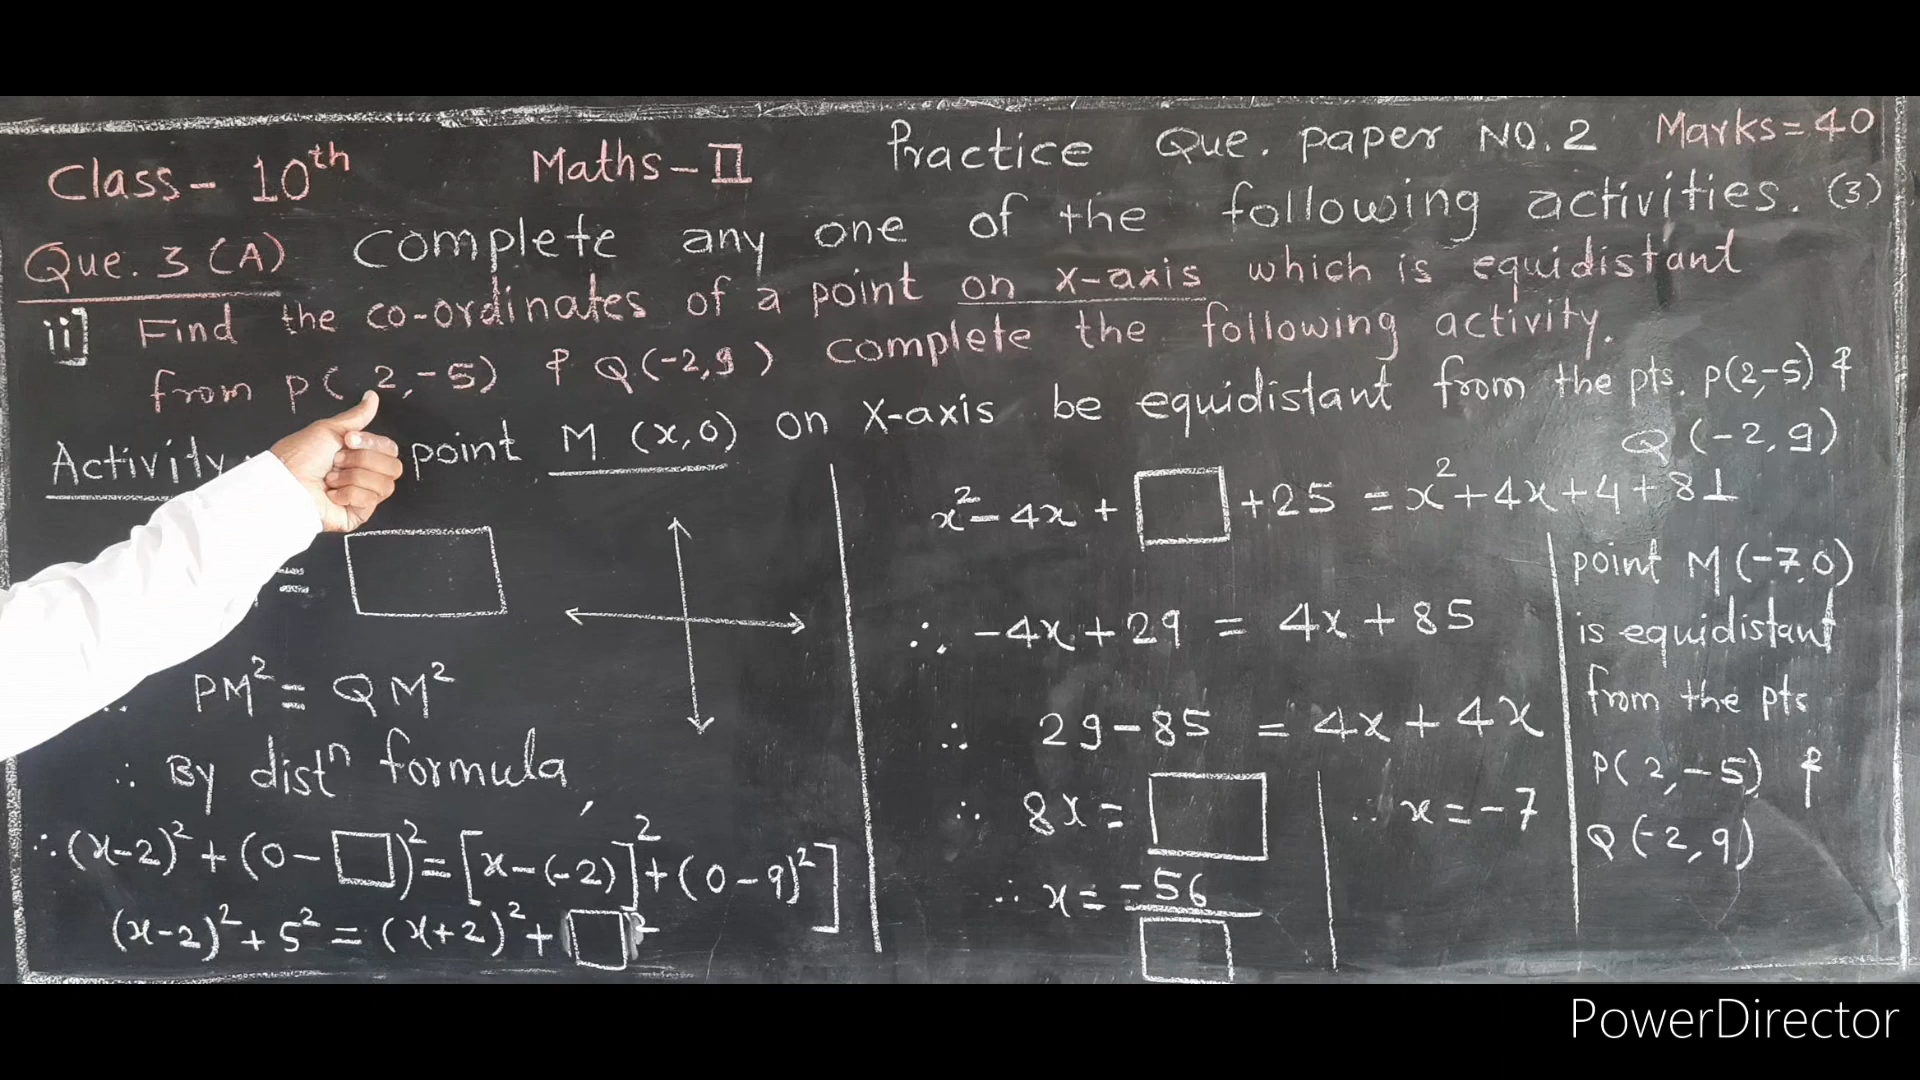 Class - 10th Maths - II Practice Que. paper NO. 2 Marks = 40
Que. 3 (A) Complete any one of the following activities. (3)
ii] Find the co-ordinates of a point on x-axis which is equidistant
from P( 2, -5) & Q (-2,9) complete the following activity.
Activity point M (x,0) on X-axis be equidistant from the pts. P(2,-5) &
Q (-2, 9)
=
PM² = QM²
∴ By distⁿ formula,
∴ (x-2)² + (0 - □)² = [x-(-2)]² + (0-9)²]
(x-2)² + 5² = (x+2)² + □²
x² - 4x + □ + 25 = x² + 4x + 4 + 81
∴ -4x + 29 = 4x + 85
∴ 29 - 85 = 4x + 4x
∴ 8x = □
∴ x = -56/□
∴ x = -7
point M (-7,0)
is equidistant
from the pts
P( 2, -5) &
Q (-2, 9)
PowerDirector